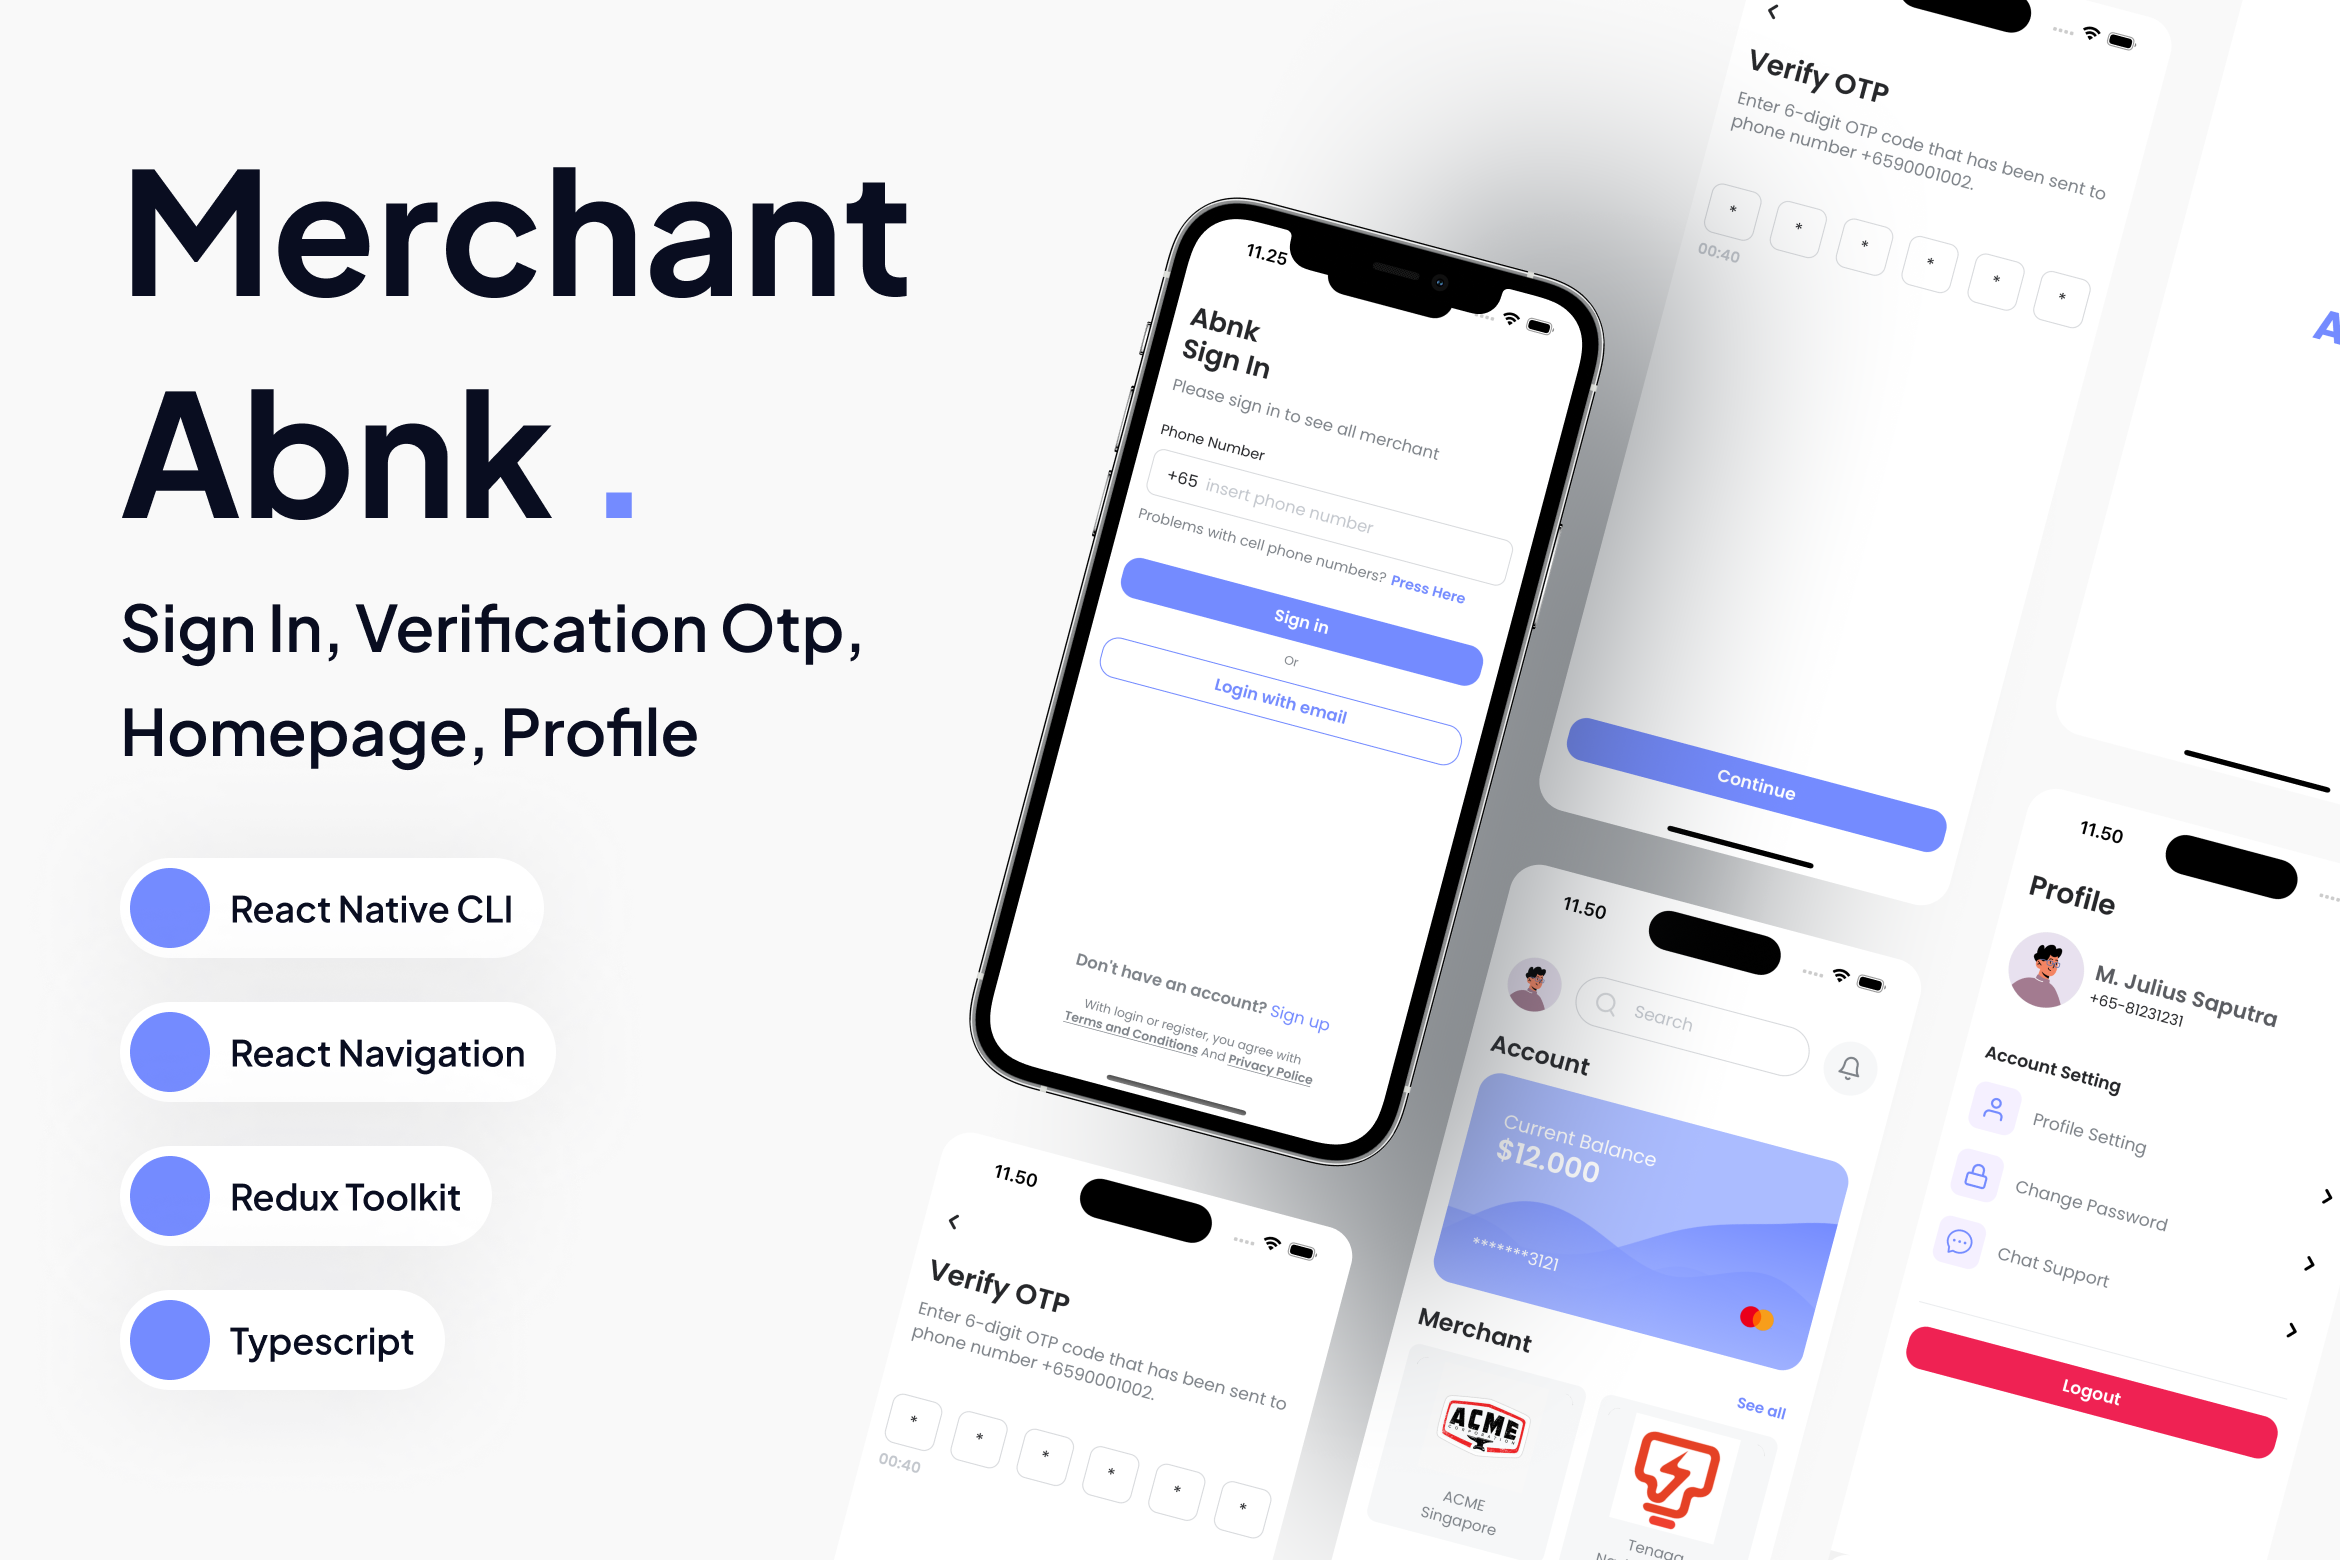 Merchant
Abnk .
Sign In, Verification Otp,
Homepage, Profile
React Native CLI
React Navigation
Redux Toolkit
Typescript
11.25
Abnk
Sign In
Please sign in to see all merchant
Phone Number
+65 insert phone number
Problems with cell phone numbers? Press Here
Sign in
Or
Login with email
Don't have an account? Sign up
With login or register, you agree with
Terms and Conditions And Privacy Police
Verify OTP
Enter 6-digit OTP code that has been sent to
phone number +6590001002.
* * * * * *
00:40
Continue
11.50
Verify OTP
Enter 6-digit OTP code that has been sent to
phone number +6590001002.
* * * * * *
00:40
11.50
Search
Account
Current Balance
$12.000
*******3121
Merchant
See all
ACME
CORPORATION
ACME
Singapore
Tenaga
A
11.50
Profile
M. Julius Saputra
+65-81231231
Account Setting
Profile Setting
Change Password
Chat Support
Logout